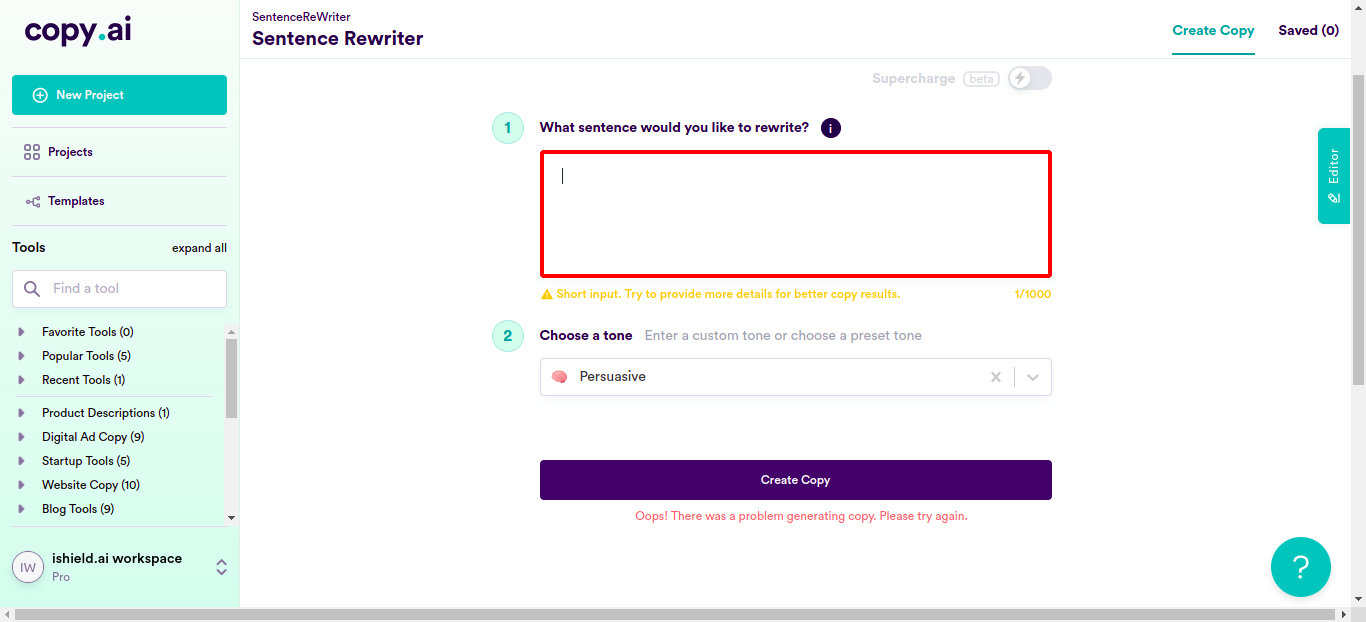 copy.ai
New Project
Projects
Templates
Tools
expand all
Find a tool
Favorite Tools (0)
Popular Tools (5)
Recent Tools (1)
Product Descriptions (1)
Digital Ad Copy (9)
Startup Tools (5)
Website Copy (10)
Blog Tools (9)
IW
ishield.ai workspace
Pro
SentenceReWriter
Sentence Rewriter
Create Copy
Saved (0)
Supercharge beta
1 What sentence would you like to rewrite? i
Short input. Try to provide more details for better copy results. 1/1000
2 Choose a tone Enter a custom tone or choose a preset tone
Persuasive
Create Copy
Oops! There was a problem generating copy. Please try again.
Editor
?